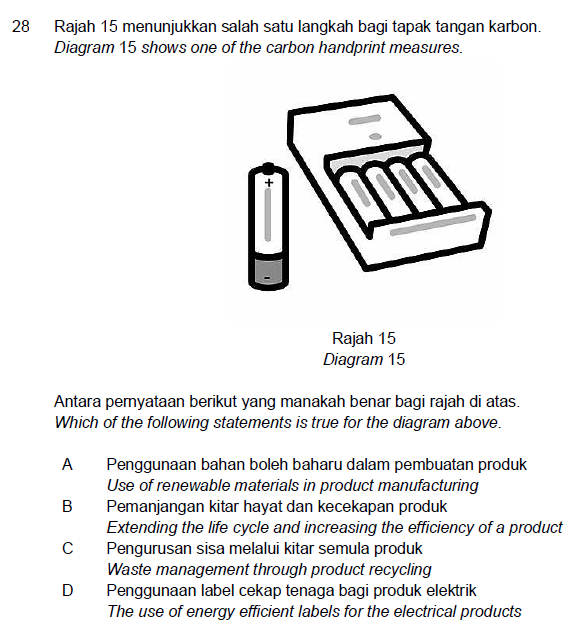 28 Rajah 15 menunjukkan salah satu langkah bagi tapak tangan karbon.
Diagram 15 shows one of the carbon handprint measures.
+
-
Rajah 15
Diagram 15
Antara pernyataan berikut yang manakah benar bagi rajah di atas.
Which of the following statements is true for the diagram above.
A Penggunaan bahan boleh baharu dalam pembuatan produk
Use of renewable materials in product manufacturing
B Pemanjangan kitar hayat dan kecekapan produk
Extending the life cycle and increasing the efficiency of a product
C Pengurusan sisa melalui kitar semula produk
Waste management through product recycling
D Penggunaan label cekap tenaga bagi produk elektrik
The use of energy efficient labels for the electrical products